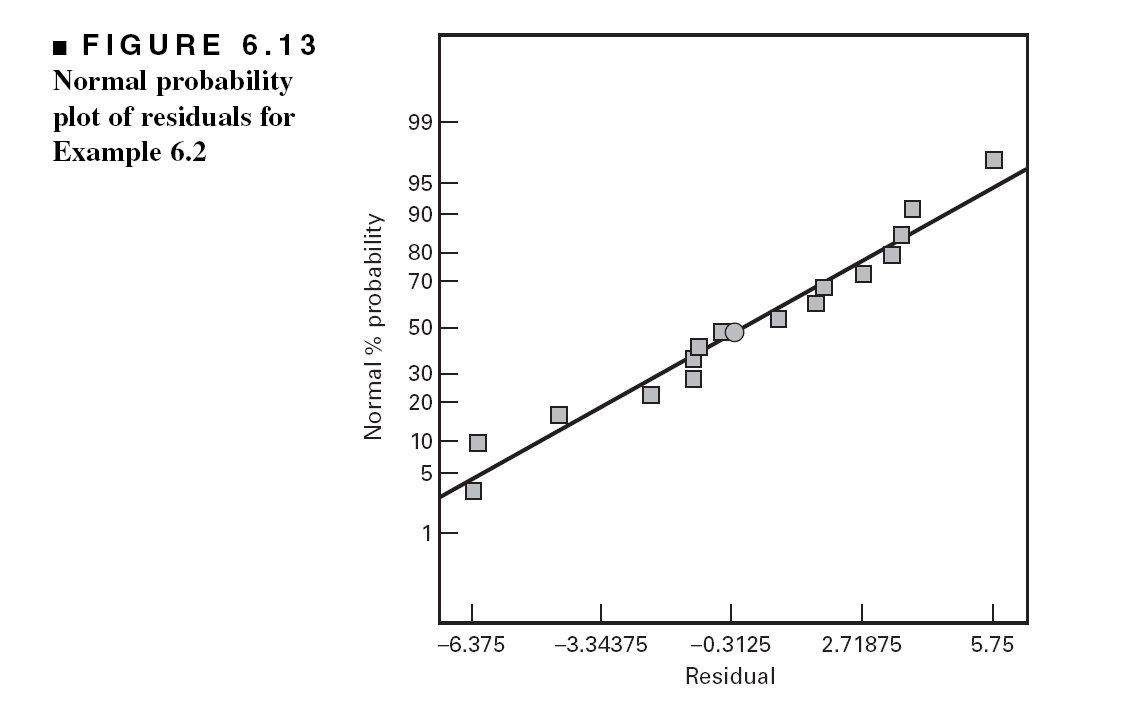 ■ FIGURE 6.13
Normal probability
plot of residuals for
Example 6.2
99
95
90
80
70
50
30
20
10
5
1
Normal % probability
–6.375 –3.34375 –0.3125 2.71875 5.75
Residual